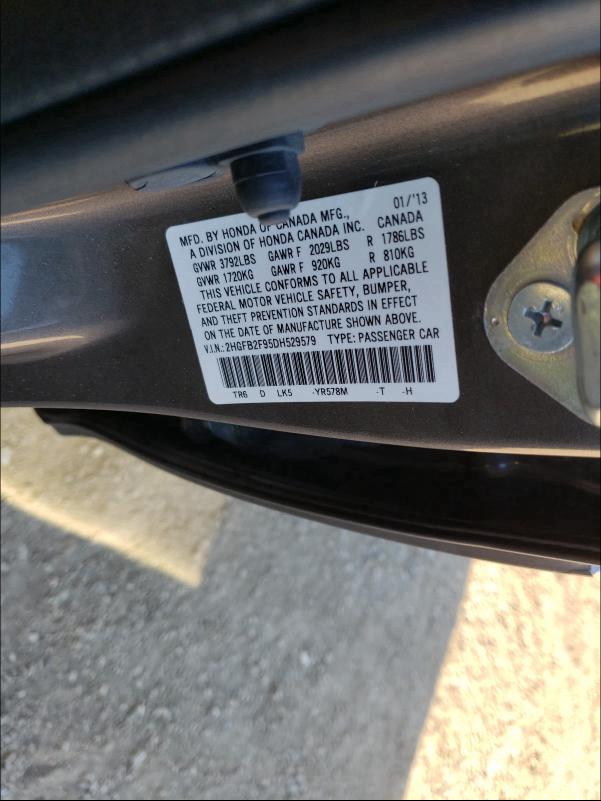 MFD. BY HONDA OF CANADA MFG., 01/'13
A DIVISION OF HONDA CANADA INC. CANADA
GVWR 3792LBS GAWR F 2029LBS R 1786LBS
GVWR 1720KG GAWR F 920KG R 810KG
THIS VEHICLE CONFORMS TO ALL APPLICABLE
FEDERAL MOTOR VEHICLE SAFETY, BUMPER,
AND THEFT PREVENTION STANDARDS IN EFFECT
ON THE DATE OF MANUFACTURE SHOWN ABOVE.
V.I.N.: 2HGFB2F95DH529579 TYPE: PASSENGER CAR
TR6 D LK5 -YR578M -T -H